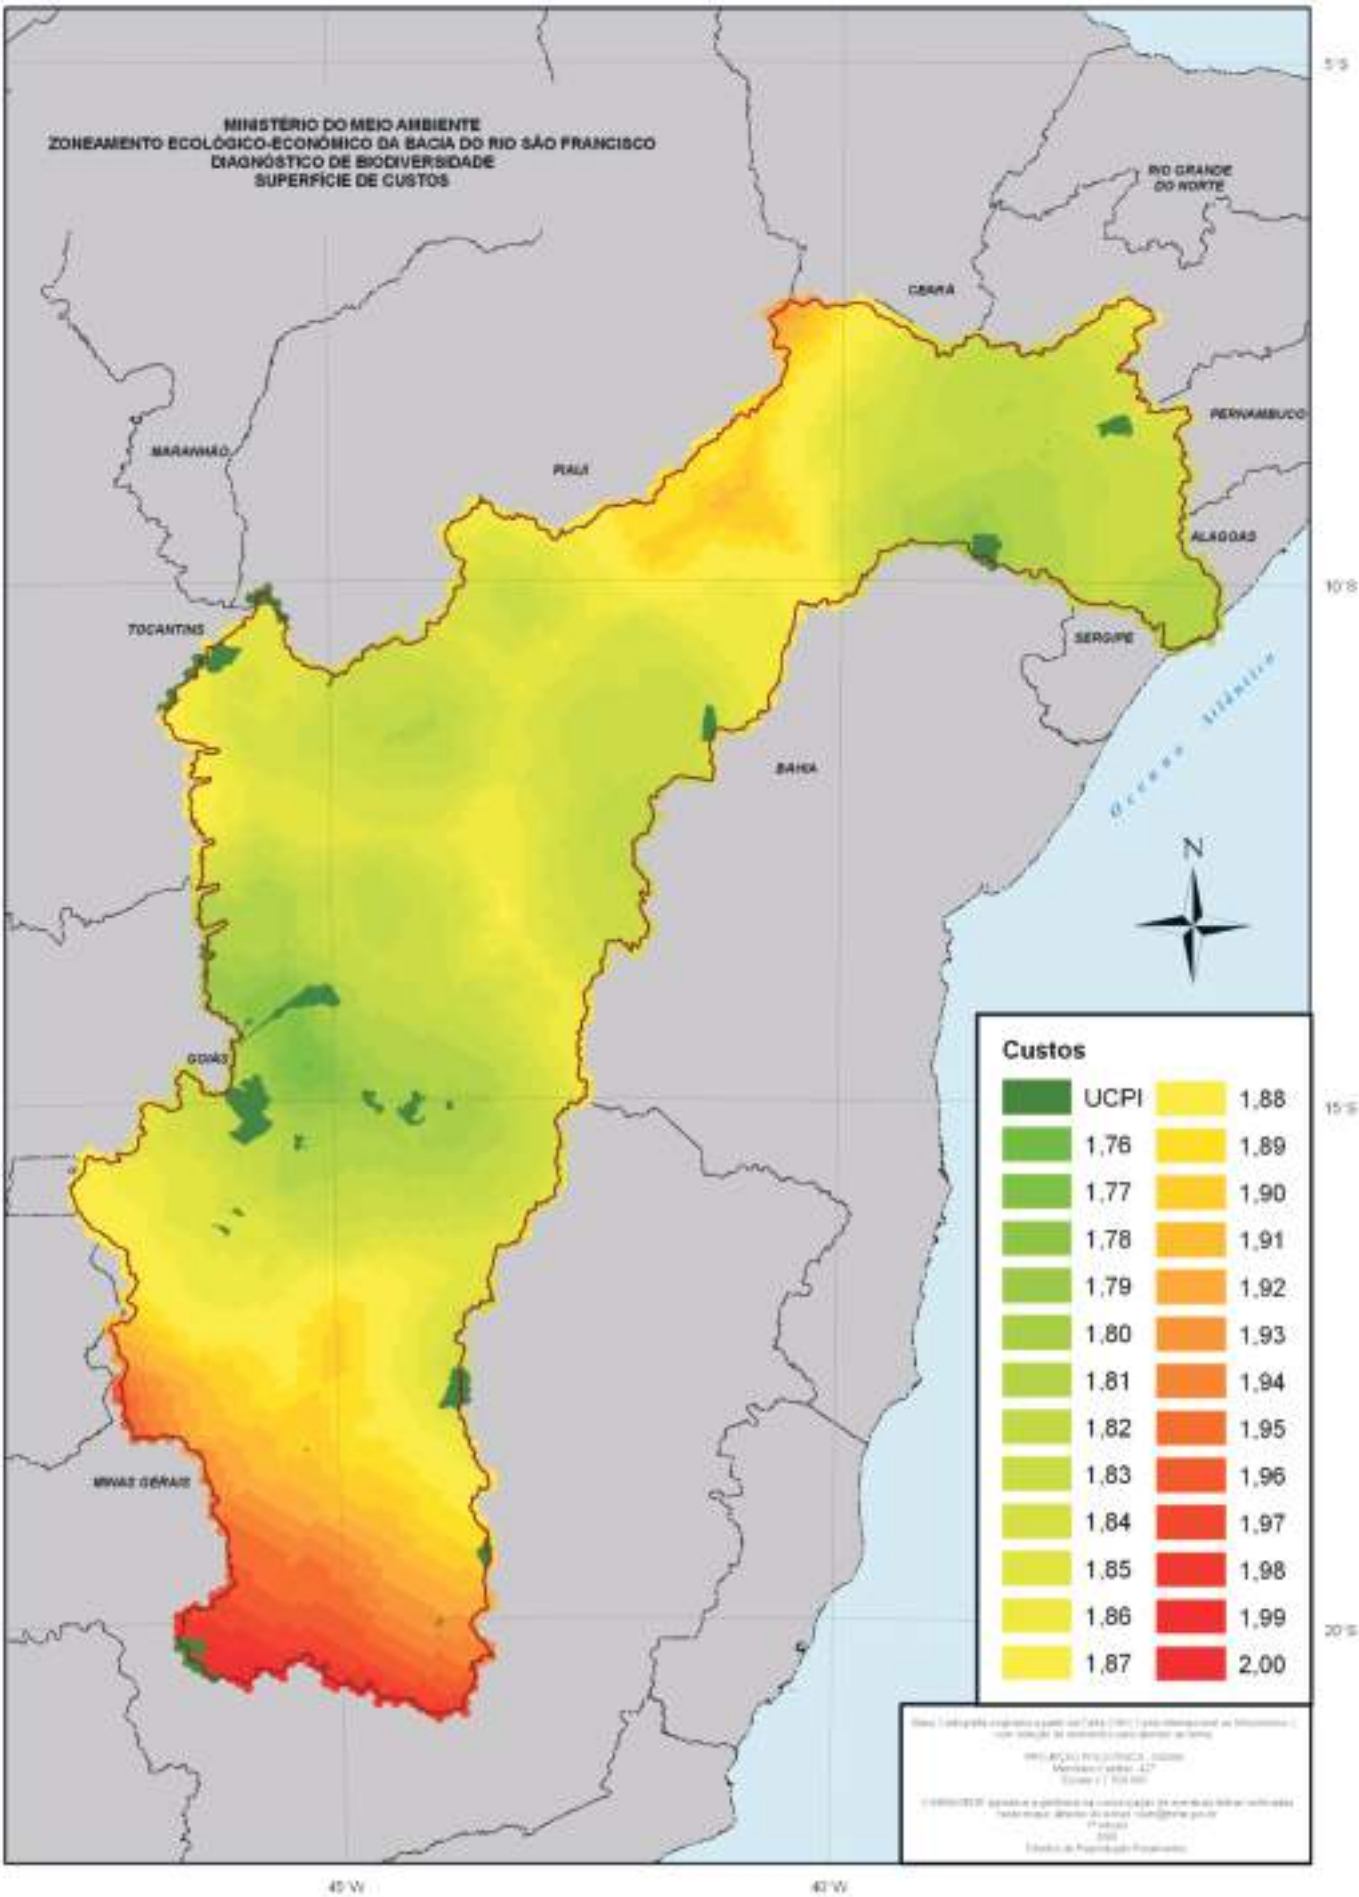 MINISTÉRIO DO MEIO AMBIENTE
ZONEAMENTO ECOLÓGICO-ECONÔMICO DA BACIA DO RIO SÃO FRANCISCO
DIAGNÓSTICO DE BIODIVERSIDADE
SUPERFÍCIE DE CUSTOS
5°S
RIO GRANDE
DO NORTE
CEARÁ
PERNAMBUCO
MARANHÃO
PIAUI
ALAGOAS
10°S
TOCANTINS
SERGIPE
Oceano Atlântico
BAHIA
N
GOIÁS
15°S
MINAS GERAIS
20°S
45°W
40°W
Custos
UCPI
1,76
1,77
1,78
1,79
1,80
1,81
1,82
1,83
1,84
1,85
1,86
1,87
1,88
1,89
1,90
1,91
1,92
1,93
1,94
1,95
1,96
1,97
1,98
1,99
2,00